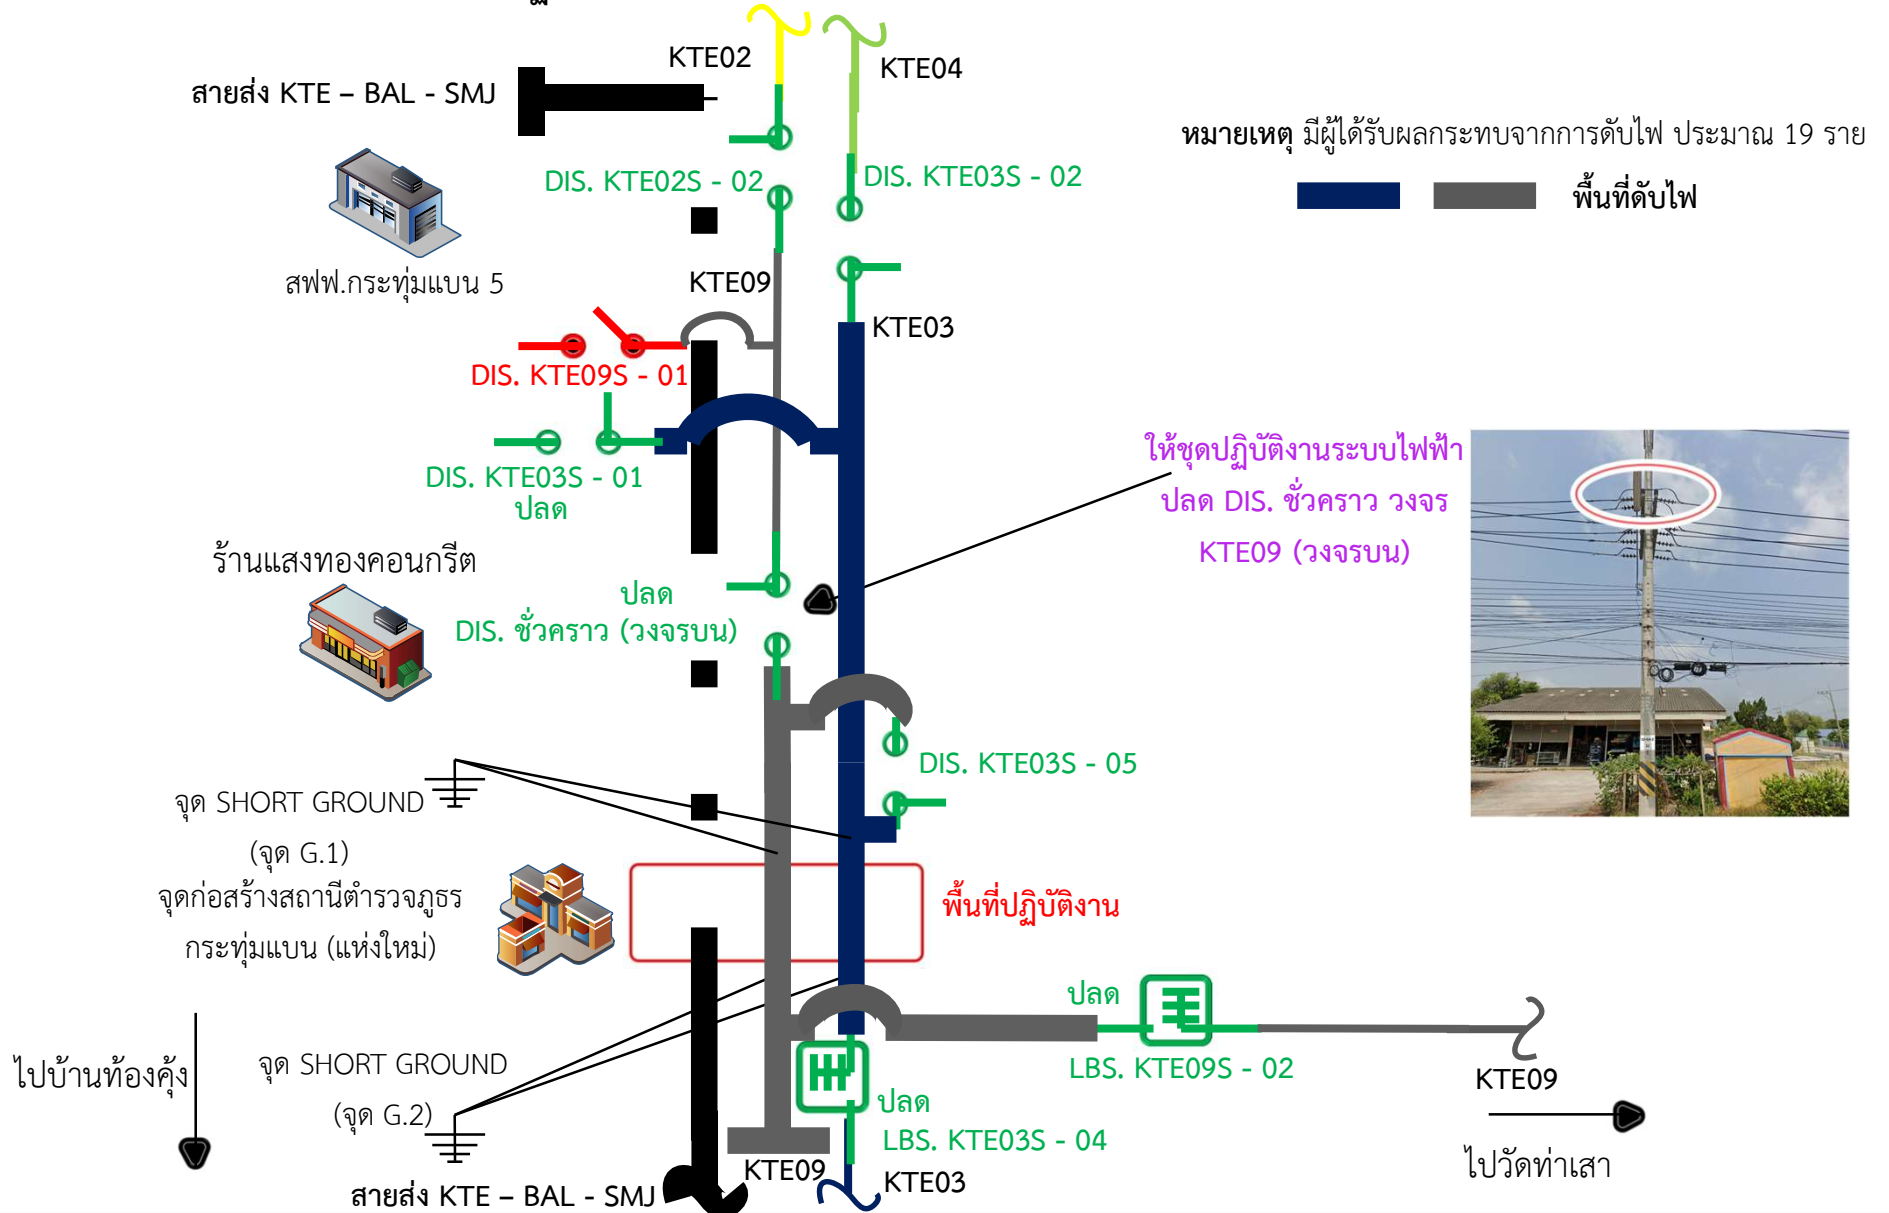 KTE02
KTE04
สายส่ง KTE – BAL - SMJ
หมายเหตุ มีผู้ได้รับผลกระทบจากการดับไฟ ประมาณ 19 ราย
DIS. KTE02S - 02
DIS. KTE03S - 02
พื้นที่ดับไฟ
สฟฟ.กระทุ่มแบน 5
KTE09
KTE03
DIS. KTE09S - 01
DIS. KTE03S - 01
ปลด
ให้ชุดปฏิบัติงานระบบไฟฟ้า
ปลด DIS. ชั่วคราว วงจร
KTE09 (วงจรบน)
ร้านแสงทองคอนกรีต
ปลด
DIS. ชั่วคราว (วงจรบน)
DIS. KTE03S - 05
จุด SHORT GROUND
(จุด G.1)
จุดก่อสร้างสถานีตำรวจภูธร
กระทุ่มแบน (แห่งใหม่)
พื้นที่ปฏิบัติงาน
ปลด
LBS. KTE09S - 02
KTE09
ไปบ้านท้องคุ้ง
จุด SHORT GROUND
(จุด G.2)
ปลด
LBS. KTE03S - 04
KTE09
KTE03
ไปวัดท่าเสา
สายส่ง KTE – BAL - SMJ